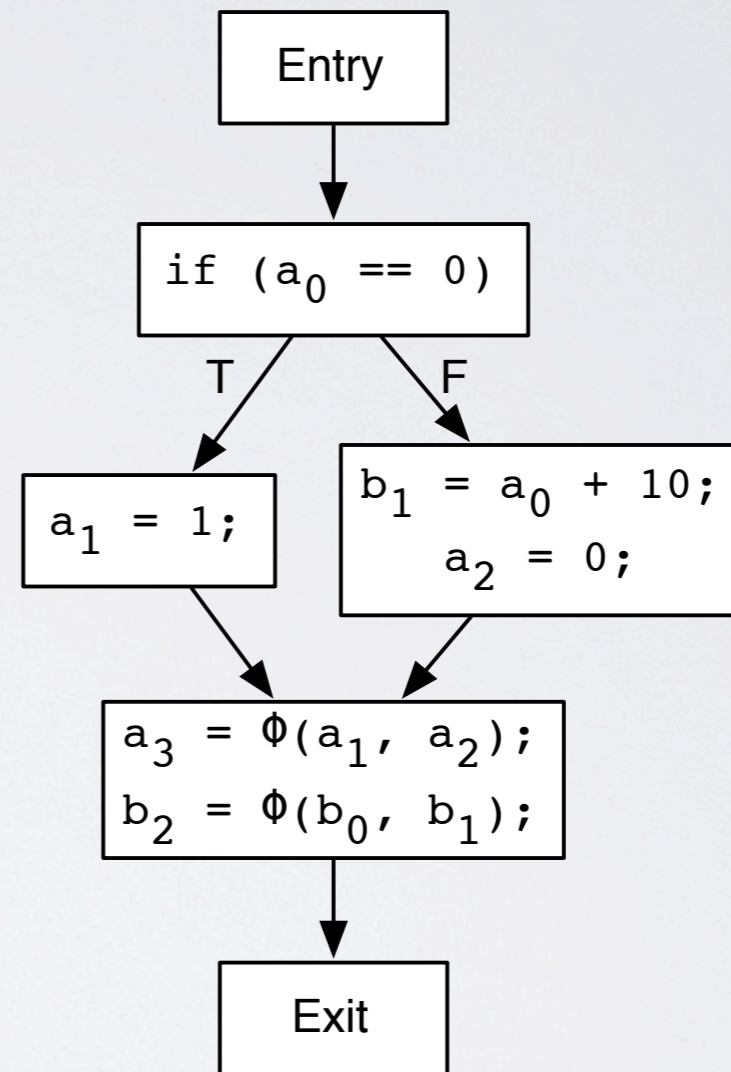 Entry
if (a₀ == 0)
T
F
a₁ = 1;
b₁ = a₀ + 10;
a₂ = 0;
a₃ = Φ(a₁, a₂);
b₂ = Φ(b₀, b₁);
Exit